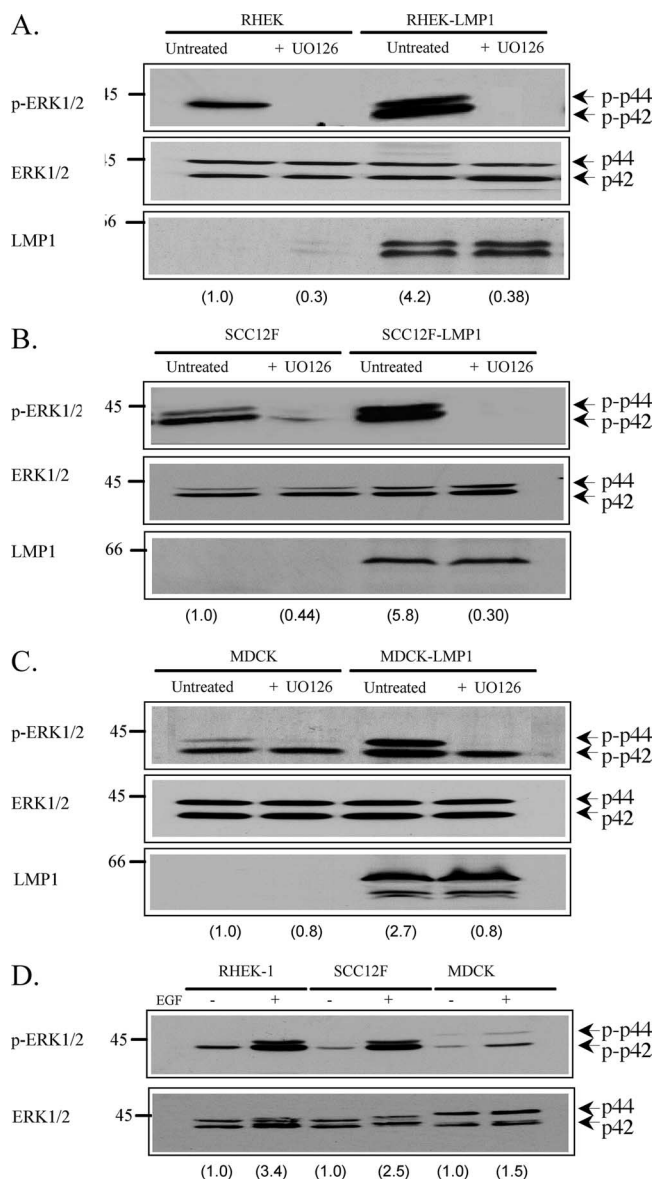 A.
RHEK RHEK-LMP1
Untreated + UO126 Untreated + UO126
p-ERK1/2 45 p-p44
p-p42
ERK1/2 45 p44
p42
LMP1 66
(1.0) (0.3) (4.2) (0.38)
B.
SCC12F SCC12F-LMP1
Untreated + UO126 Untreated + UO126
p-ERK1/2 45 p-p44
p-p42
ERK1/2 45 p44
p42
LMP1 66
(1.0) (0.44) (5.8) (0.30)
C.
MDCK MDCK-LMP1
Untreated + UO126 Untreated + UO126
p-ERK1/2 45 p-p44
p-p42
ERK1/2 45 p44
p42
LMP1 66
(1.0) (0.8) (2.7) (0.8)
D.
RHEK-1 SCC12F MDCK
EGF - + - + - +
p-ERK1/2 45 p-p44
p-p42
ERK1/2 45 p44
p42
(1.0) (3.4) (1.0) (2.5) (1.0) (1.5)